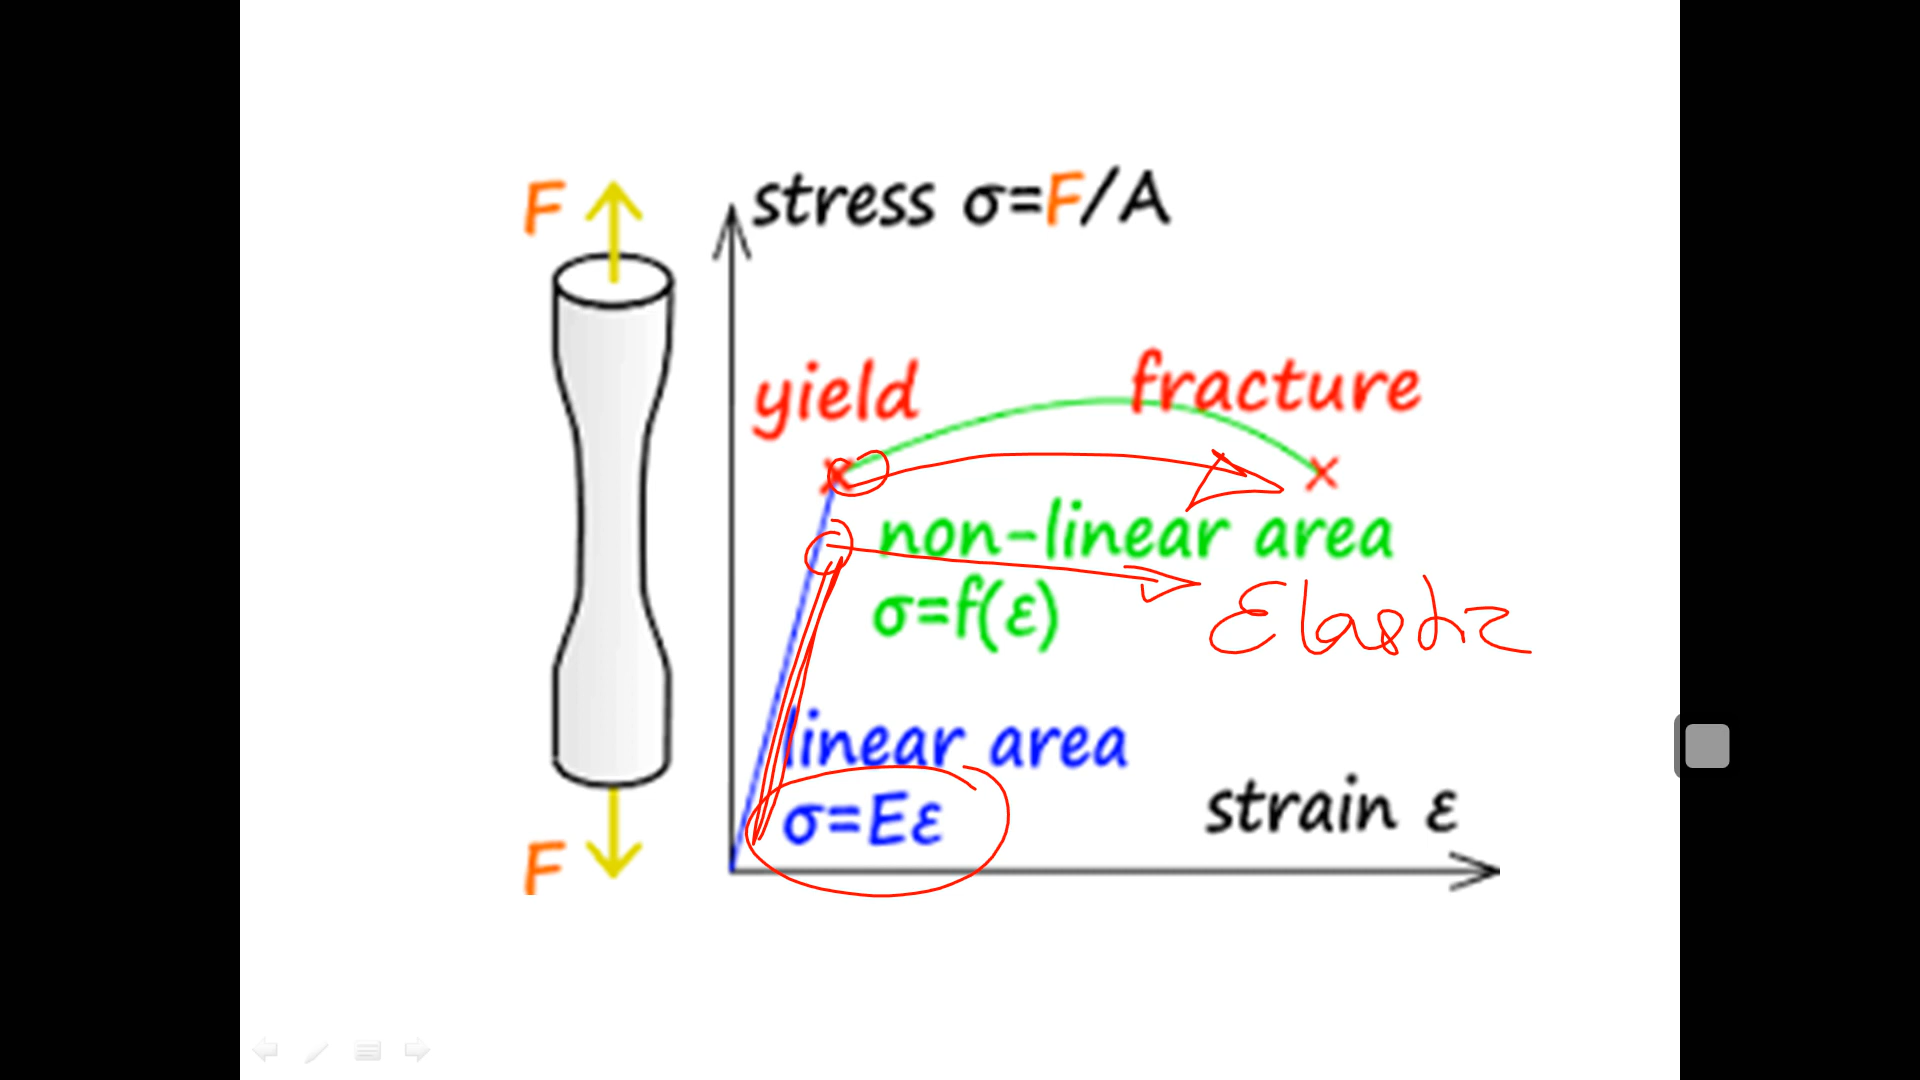 F
stress σ=F/A
yield
fracture
non-linear area
σ=f(ε)
Elastic
linear area
σ=Eε
strain ε
F